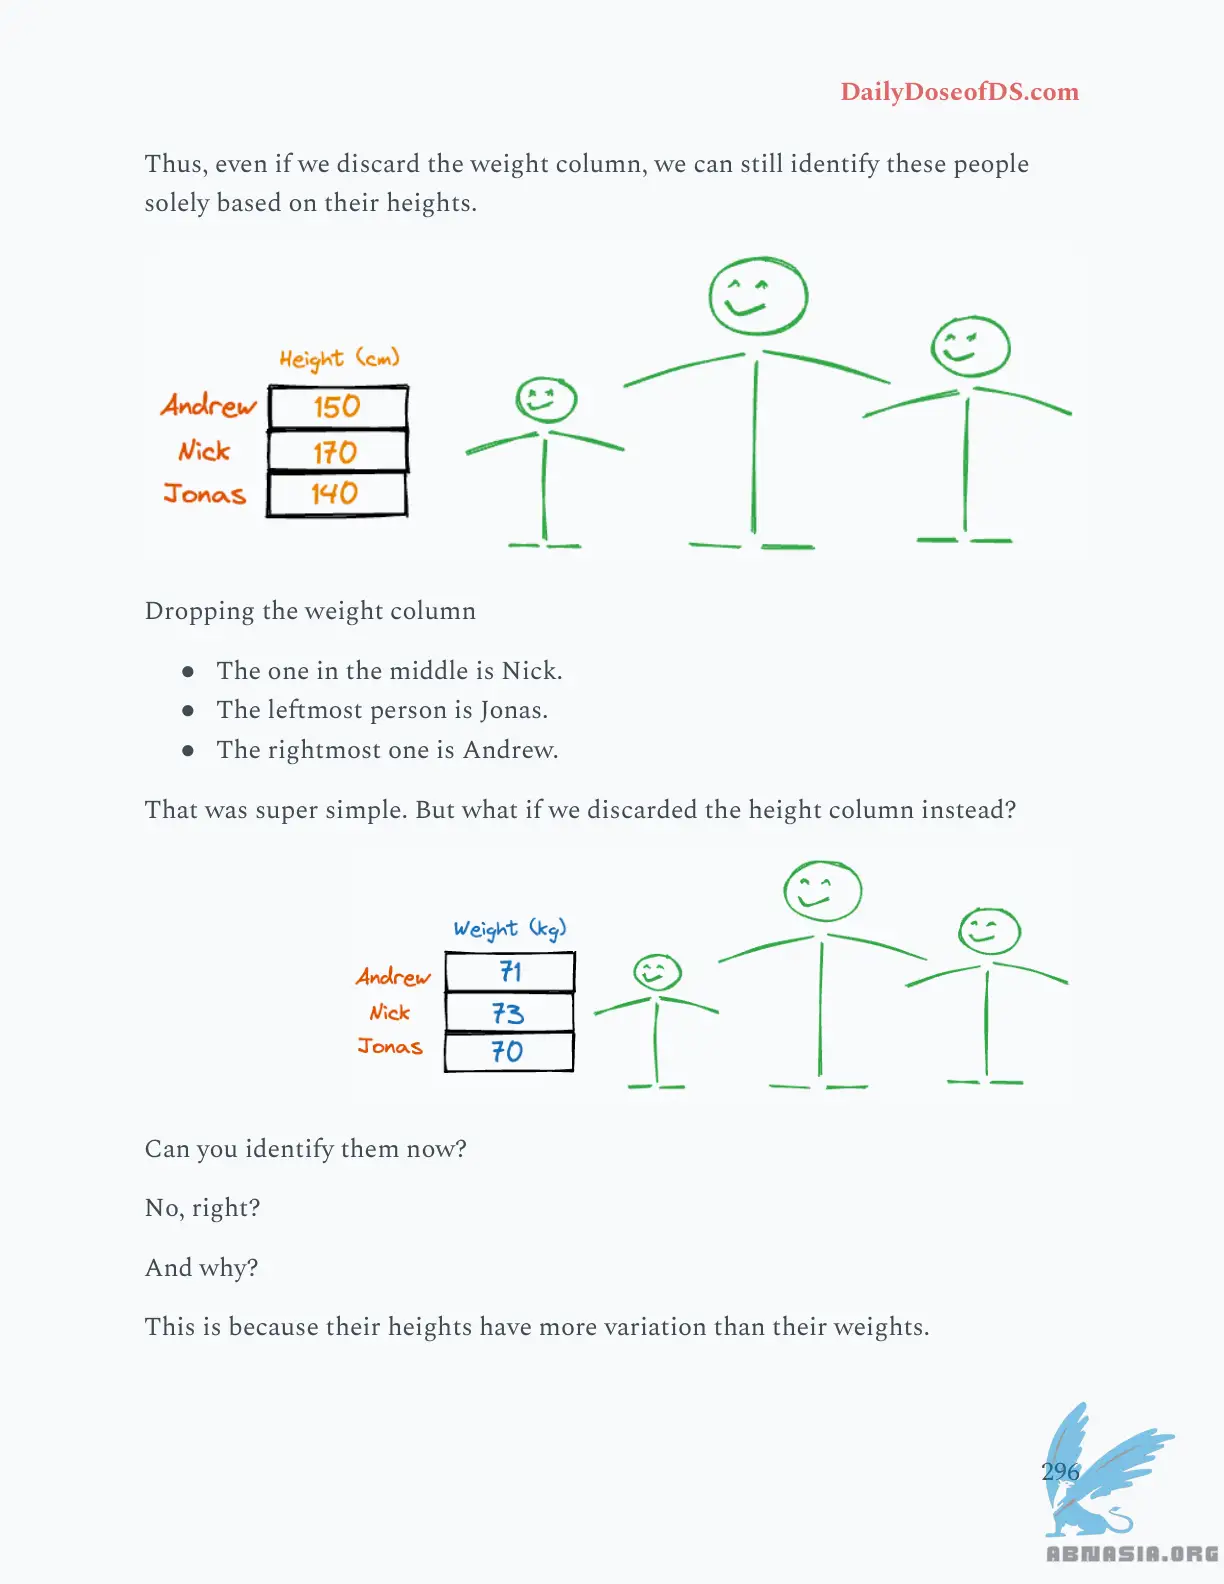 DailyDoseofDS.com
Thus, even if we discard the weight column, we can still identify these people
solely based on their heights.
Height (cm)
Andrew 150
Nick 170
Jonas 140
Dropping the weight column
● The one in the middle is Nick.
● The leftmost person is Jonas.
● The rightmost one is Andrew.
That was super simple. But what if we discarded the height column instead?
Weight (kg)
Andrew 71
Nick 73
Jonas 70
Can you identify them now?
No, right?
And why?
This is because their heights have more variation than their weights.
296
ABNASIA.ORG